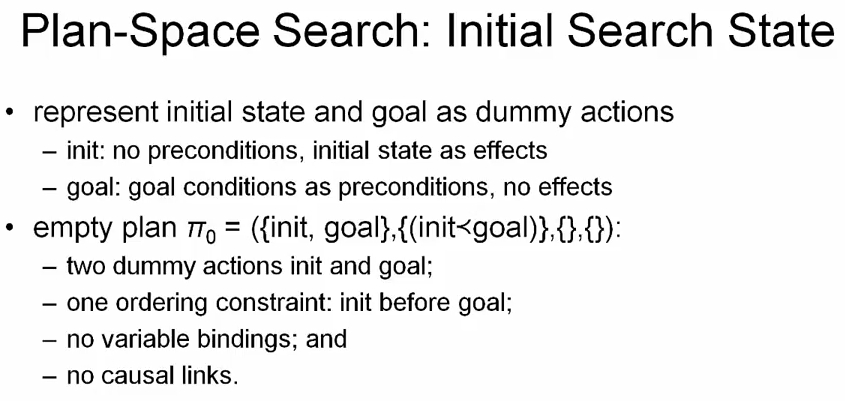 Plan-Space Search: Initial Search State
• represent initial state and goal as dummy actions
– init: no preconditions, initial state as effects
– goal: goal conditions as preconditions, no effects
• empty plan π₀ = ({init, goal},{(init≺goal)},{},{}):
– two dummy actions init and goal;
– one ordering constraint: init before goal;
– no variable bindings; and
– no causal links.